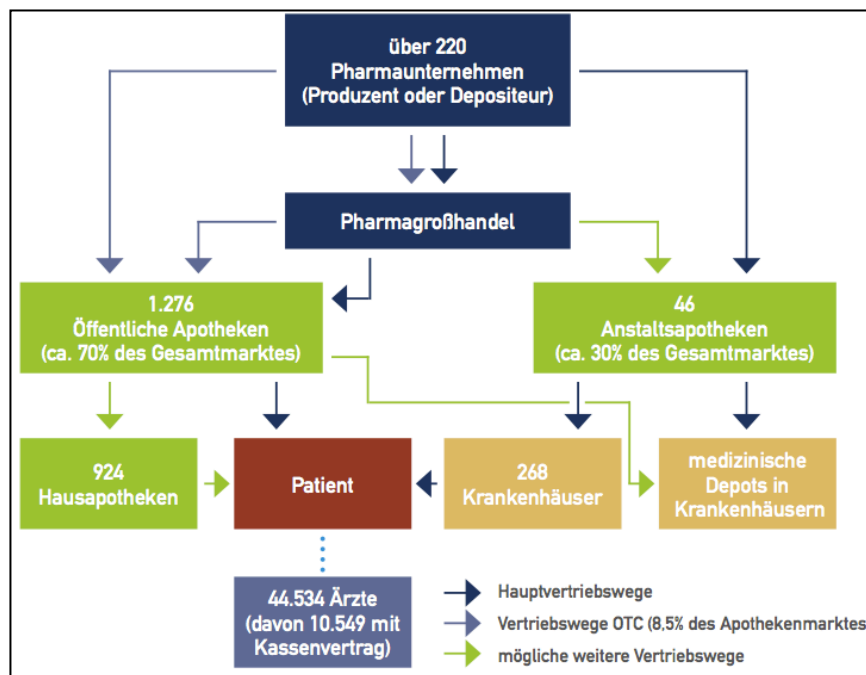 über 220
Pharmaunternehmen
(Produzent oder Depositeur)
Pharmagroßhandel
1.276
Öffentliche Apotheken
(ca. 70% des Gesamtmarktes)
46
Anstaltsapotheken
(ca. 30% des Gesamtmarktes)
924
Hausapotheken
Patient
268
Krankenhäuser
medizinische
Depots in
Krankenhäusern
44.534 Ärzte
(davon 10.549 mit
Kassenvertrag)
Hauptvertriebswege
Vertriebswege OTC (8,5% des Apothekenmarktes
mögliche weitere Vertriebswege